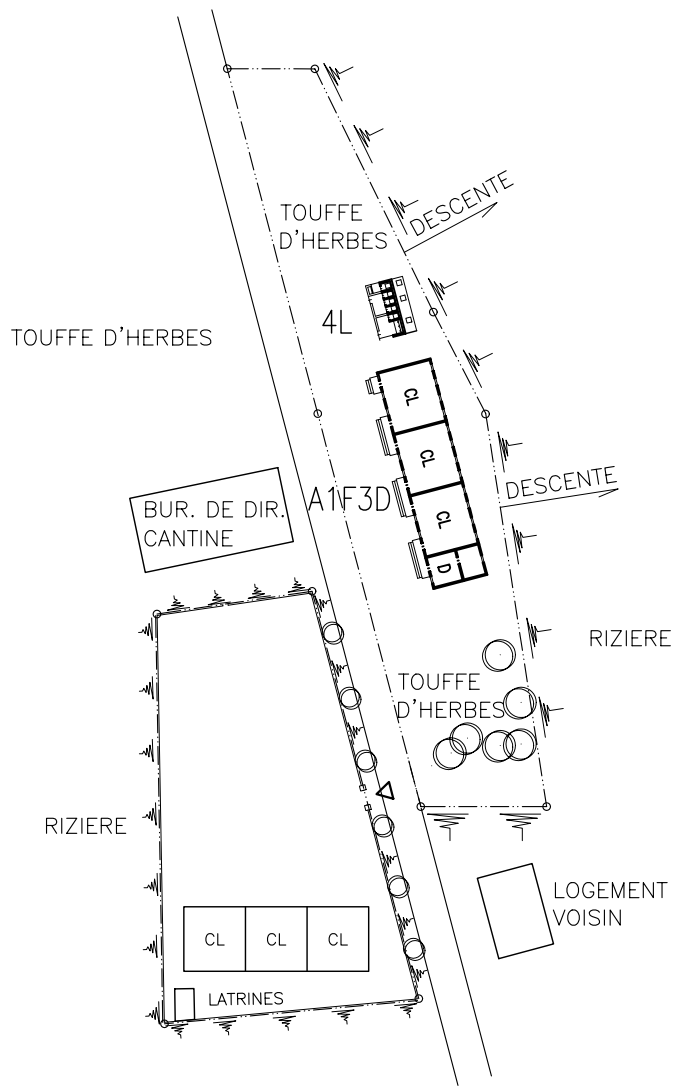 TOUFFE
D'HERBES
DESCENTE
4L
TOUFFE D'HERBES
CL
CL
A1F3D
DESCENTE
BUR. DE DIR.
CANTINE
CL
D
RIZIERE
TOUFFE
D'HERBES
RIZIERE
LOGEMENT
VOISIN
CL
CL
CL
LATRINES